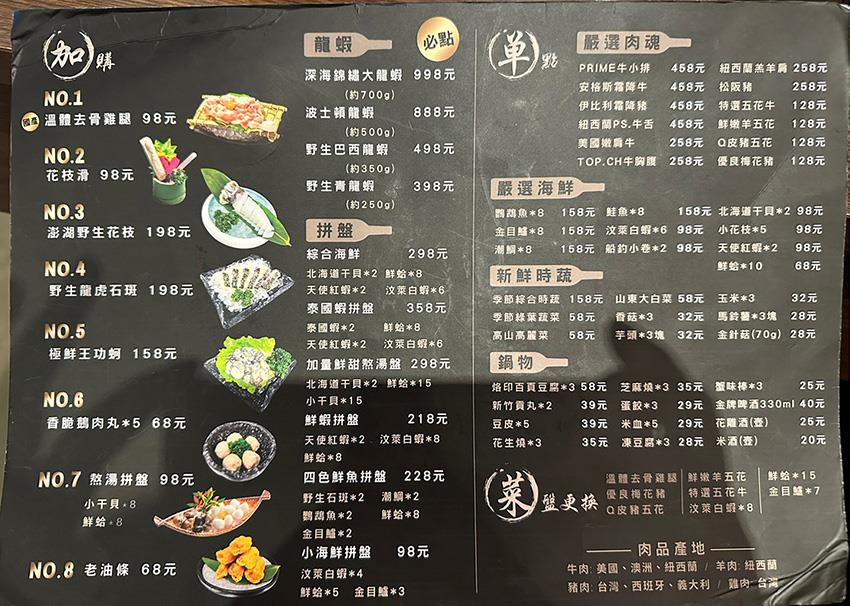 加購
NO.1
國產 溫體去骨雞腿 98元
NO.2
花枝滑 98元
NO.3
澎湖野生花枝 198元
NO.4
野生龍虎石斑 198元
NO.5
極鮮王功蚵 158元
NO.6
香脆鵝肉丸*5 68元
NO.7 熬湯拼盤 98元
小干貝*8
鮮蛤*8
NO.8 老油條 68元
龍蝦
必點
深海錦繡大龍蝦 998元
(約700g)
波士頓龍蝦 888元
(約500g)
野生巴西龍蝦 498元
(約350g)
野生青龍蝦 398元
(約250g)
拼盤
綜合海鮮 298元
北海道干貝*2 鮮蛤*8
天使紅蝦*2 汶萊白蝦*6
泰國蝦拼盤 358元
泰國蝦*2 鮮蛤*8
天使紅蝦*2 汶萊白蝦*6
加量鮮甜熬湯盤 298元
北海道干貝*2 鮮蛤*15
小干貝*15
鮮蝦拼盤 218元
天使紅蝦*2 汶萊白蝦*8
鮮蛤*8
四色鮮魚拼盤 228元
野生石斑*2 潮鯛*2
鸚鵡魚*2 鮮蛤*8
金目鱸*2
小海鮮拼盤 98元
汶萊白蝦*4
鮮蛤*5 金目鱸*3
單點
嚴選肉魂
PRIME牛小排 458元 紐西蘭羔羊肩 258元
安格斯霜降牛 458元 松阪豬 258元
伊比利霜降豬 458元 特選五花牛 128元
紐西蘭PS.牛舌 458元 鮮嫩羊五花 128元
美國嫩肩牛 258元 Q皮豬五花 128元
TOP.CH牛胸腹 258元 優良梅花豬 128元
嚴選海鮮
鸚鵡魚*8 158元 鮭魚*8 158元 北海道干貝*2 98元
金目鱸*8 158元 汶萊白蝦*6 98元 小花枝*5 98元
潮鯛*8 158元 船釣小卷*2 98元 天使紅蝦*2 98元
鮮蛤*10 68元
新鮮時蔬
季節綜合時蔬 158元 山東大白菜 58元 玉米*3 32元
季節綠葉蔬菜 58元 香菇*3 32元 馬鈴薯*3塊 28元
高山高麗菜 58元 芋頭*3塊 32元 金針菇(70g) 28元
鍋物
烙印百頁豆腐*3 58元 芝麻燒*3 35元 蟹味棒*3 25元
新竹貢丸*2 39元 蛋餃*3 29元 金牌啤酒330ml 40元
豆皮*5 39元 米血*5 29元 花雕酒(壺) 25元
花生燒*3 35元 凍豆腐*3 28元 米酒(壺) 20元
菜盤更換
溫體去骨雞腿 鮮嫩羊五花 鮮蛤*15
優良梅花豬 特選五花牛 金目鱸*7
Q皮豬五花 汶萊白蝦*8
肉品產地
牛肉: 美國、澳洲、紐西蘭 / 羊肉: 紐西蘭
豬肉: 台灣、西班牙、義大利 / 雞肉: 台灣